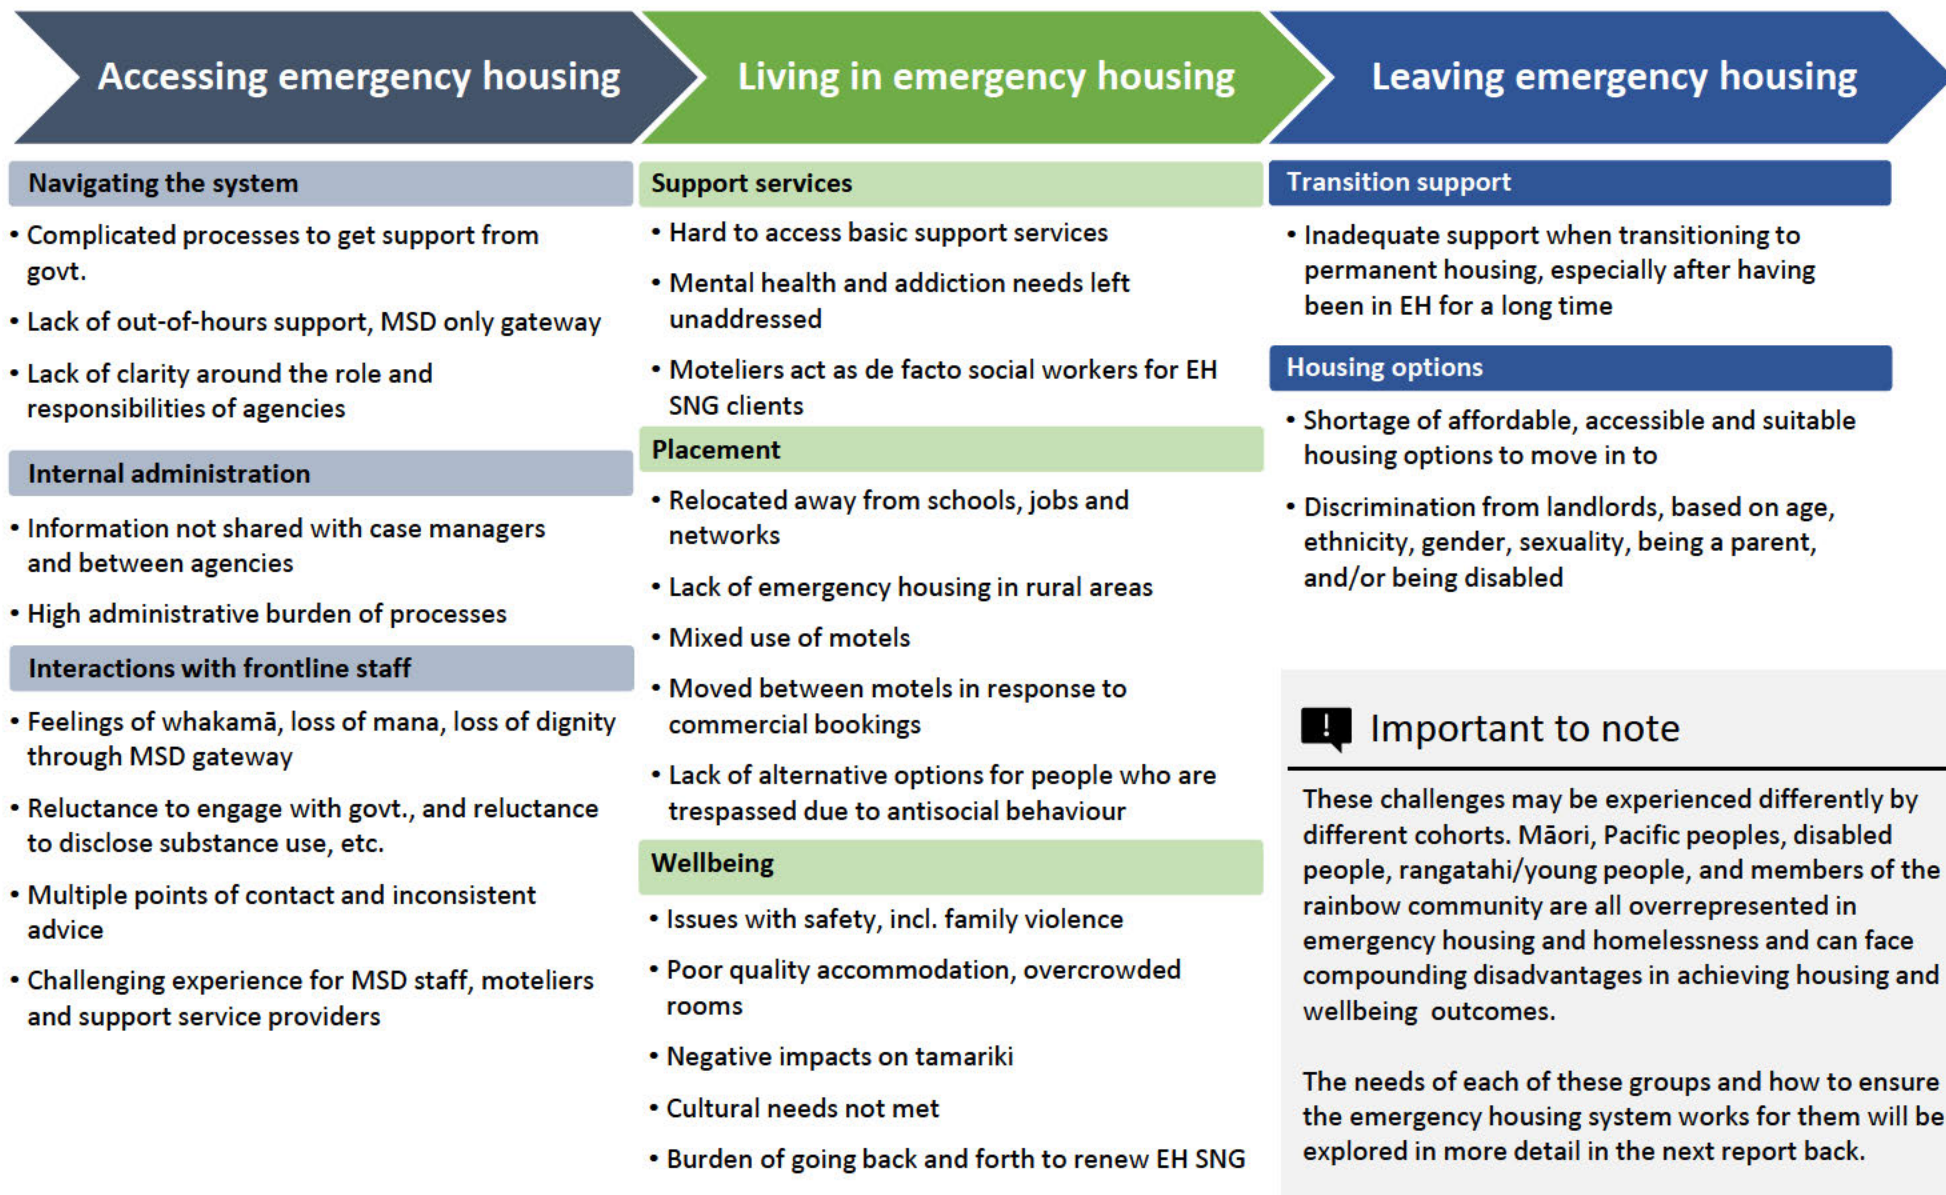 Accessing emergency housing
Living in emergency housing
Leaving emergency housing
Navigating the system
• Complicated processes to get support from
govt.
• Lack of out-of-hours support, MSD only gateway
• Lack of clarity around the role and
responsibilities of agencies
Internal administration
• Information not shared with case managers
and between agencies
• High administrative burden of processes
Interactions with frontline staff
• Feelings of whakamā, loss of mana, loss of dignity
through MSD gateway
• Reluctance to engage with govt., and reluctance
to disclose substance use, etc.
• Multiple points of contact and inconsistent
advice
• Challenging experience for MSD staff, moteliers
and support service providers
Support services
• Hard to access basic support services
• Mental health and addiction needs left
unaddressed
• Moteliers act as de facto social workers for EH
SNG clients
Placement
• Relocated away from schools, jobs and
networks
• Lack of emergency housing in rural areas
• Mixed use of motels
• Moved between motels in response to
commercial bookings
• Lack of alternative options for people who are
trespassed due to antisocial behaviour
Wellbeing
• Issues with safety, incl. family violence
• Poor quality accommodation, overcrowded
rooms
• Negative impacts on tamariki
• Cultural needs not met
• Burden of going back and forth to renew EH SNG
Transition support
• Inadequate support when transitioning to
permanent housing, especially after having
been in EH for a long time
Housing options
• Shortage of affordable, accessible and suitable
housing options to move in to
• Discrimination from landlords, based on age,
ethnicity, gender, sexuality, being a parent,
and/or being disabled
! Important to note
These challenges may be experienced differently by
different cohorts. Māori, Pacific peoples, disabled
people, rangatahi/young people, and members of the
rainbow community are all overrepresented in
emergency housing and homelessness and can face
compounding disadvantages in achieving housing and
wellbeing outcomes.
The needs of each of these groups and how to ensure
the emergency housing system works for them will be
explored in more detail in the next report back.